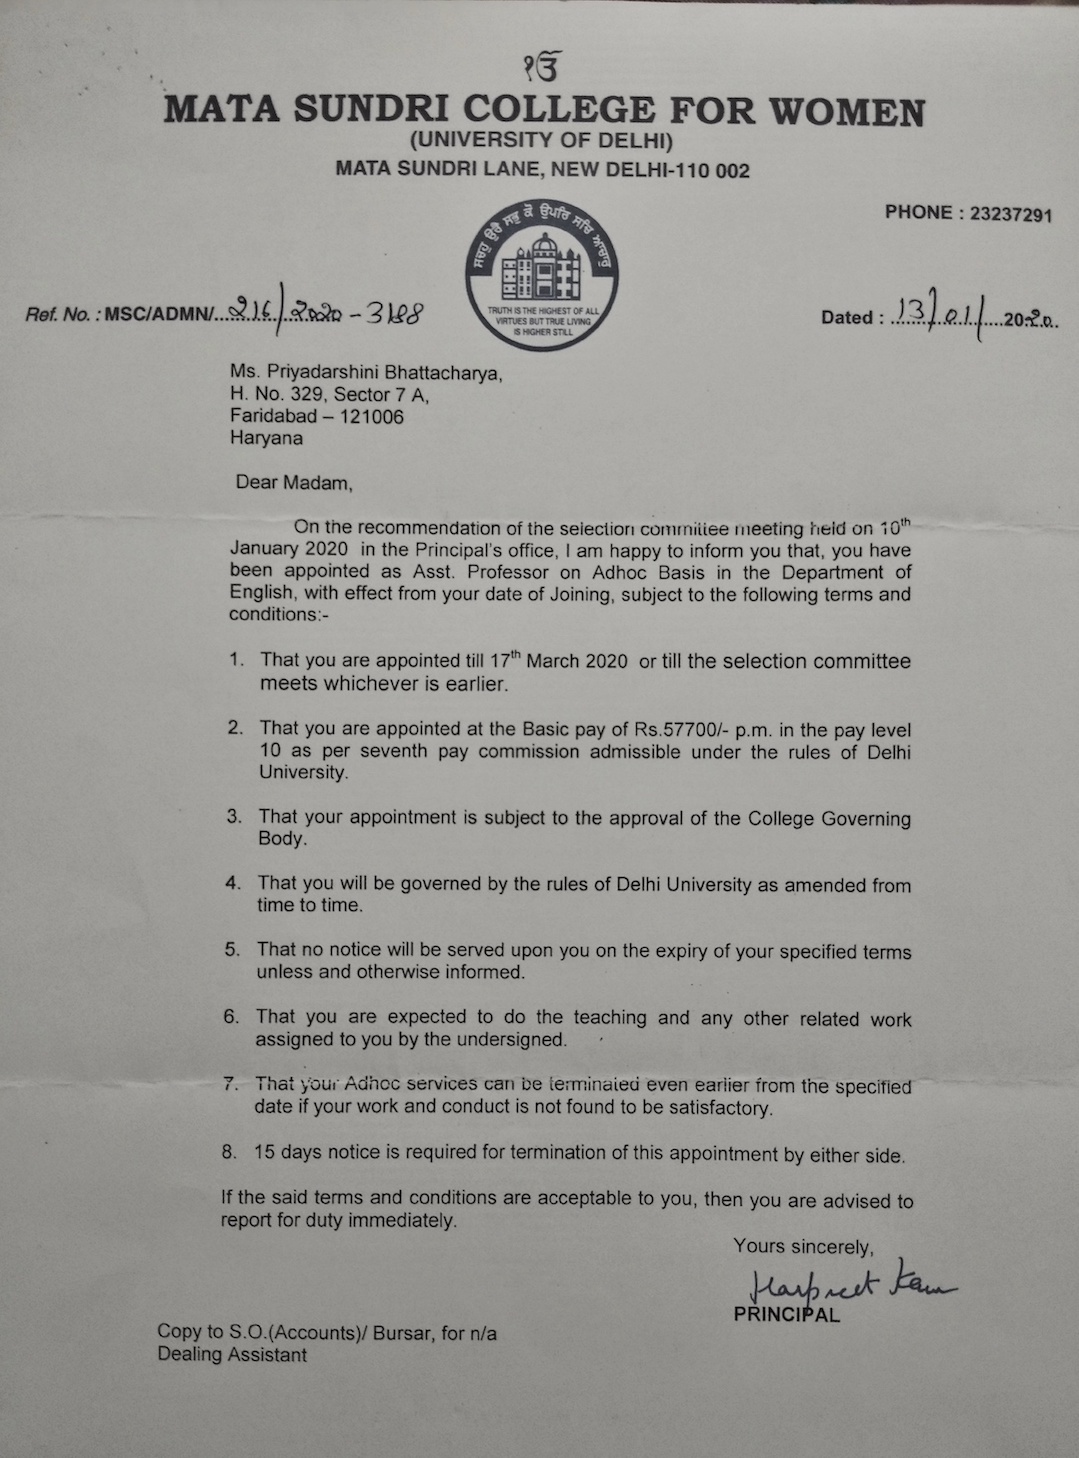 ੴ
MATA SUNDRI COLLEGE FOR WOMEN
(UNIVERSITY OF DELHI)
MATA SUNDRI LANE, NEW DELHI-110 002
PHONE : 23237291
ਸਚਹੁ ਉਰੈ ਸਭੁ ਕੋ ਉਪਰਿ ਸਚਿ ਆਚਾਰੁ
TRUTH IS THE HIGHEST OF ALL
VIRTUES BUT TRUE LIVING
IS HIGHER STILL
Ref. No. : MSC/ADMN/...216/2020-3188
Dated : 13/01/2020.
Ms. Priyadarshini Bhattacharya,
H. No. 329, Sector 7 A,
Faridabad – 121006
Haryana
Dear Madam,
On the recommendation of the selection committee meeting held on 10th
January 2020 in the Principal's office, I am happy to inform you that, you have
been appointed as Asst. Professor on Adhoc Basis in the Department of
English, with effect from your date of Joining, subject to the following terms and
conditions:-
1. That you are appointed till 17th March 2020 or till the selection committee
meets whichever is earlier.
2. That you are appointed at the Basic pay of Rs.57700/- p.m. in the pay level
10 as per seventh pay commission admissible under the rules of Delhi
University.
3. That your appointment is subject to the approval of the College Governing
Body.
4. That you will be governed by the rules of Delhi University as amended from
time to time.
5. That no notice will be served upon you on the expiry of your specified terms
unless and otherwise informed.
6. That you are expected to do the teaching and any other related work
assigned to you by the undersigned.
7. That your Adhoc services can be terminated even earlier from the specified
date if your work and conduct is not found to be satisfactory.
8. 15 days notice is required for termination of this appointment by either side.
If the said terms and conditions are acceptable to you, then you are advised to
report for duty immediately.
Yours sincerely,
Harpreet Kaur
PRINCIPAL
Copy to S.O.(Accounts)/ Bursar, for n/a
Dealing Assistant